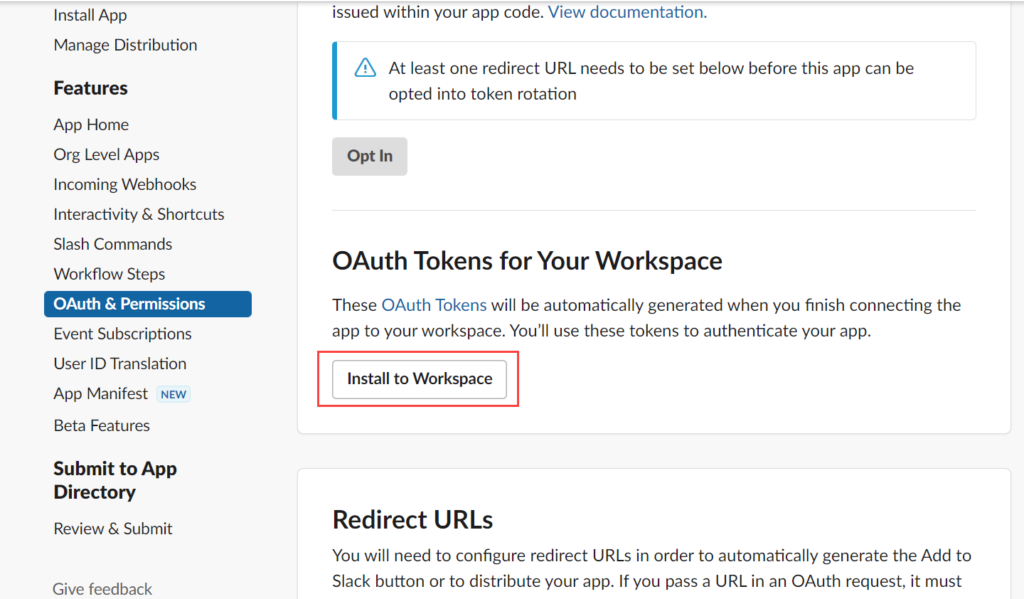 Install App
Manage Distribution
Features
App Home
Org Level Apps
Incoming Webhooks
Interactivity & Shortcuts
Slash Commands
Workflow Steps
OAuth & Permissions
Event Subscriptions
User ID Translation
App Manifest NEW
Beta Features
Submit to App
Directory
Review & Submit
Give feedback
issued within your app code. View documentation.
At least one redirect URL needs to be set below before this app can be
opted into token rotation
Opt In
OAuth Tokens for Your Workspace
These OAuth Tokens will be automatically generated when you finish connecting the
app to your workspace. You’ll use these tokens to authenticate your app.
Install to Workspace
Redirect URLs
You will need to configure redirect URLs in order to automatically generate the Add to
Slack button or to distribute your app. If you pass a URL in an OAuth request, it must